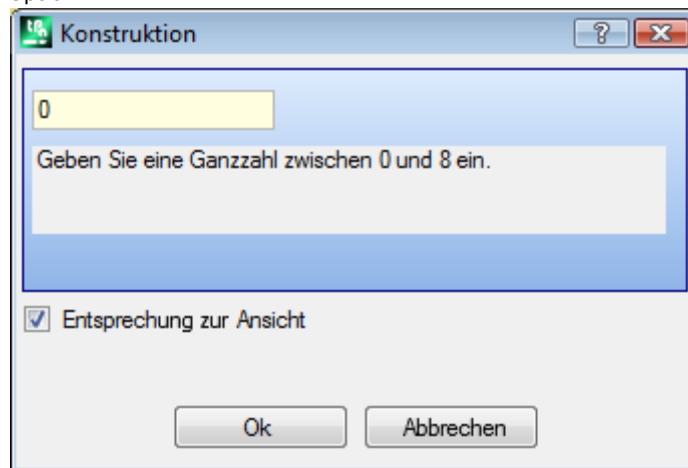 Konstruktion
0
Geben Sie eine Ganzzahl zwischen 0 und 8 ein.
Entsprechung zur Ansicht
Ok
Abbrechen